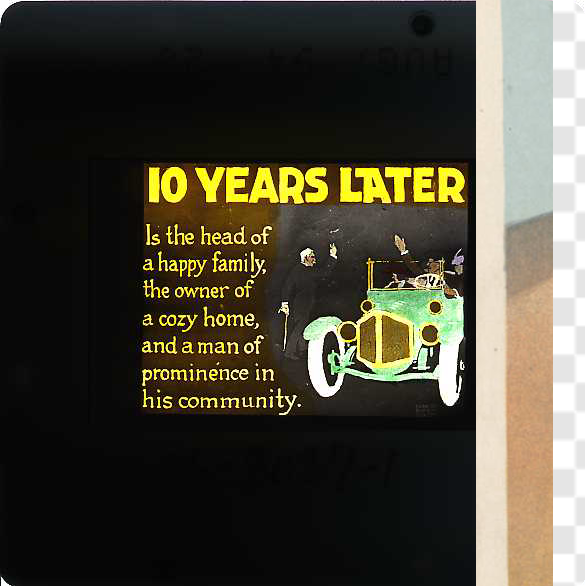 10 YEARS LATER
Is the head of
a happy family,
the owner of
a cozy home,
and a man of
prominence in
his community.